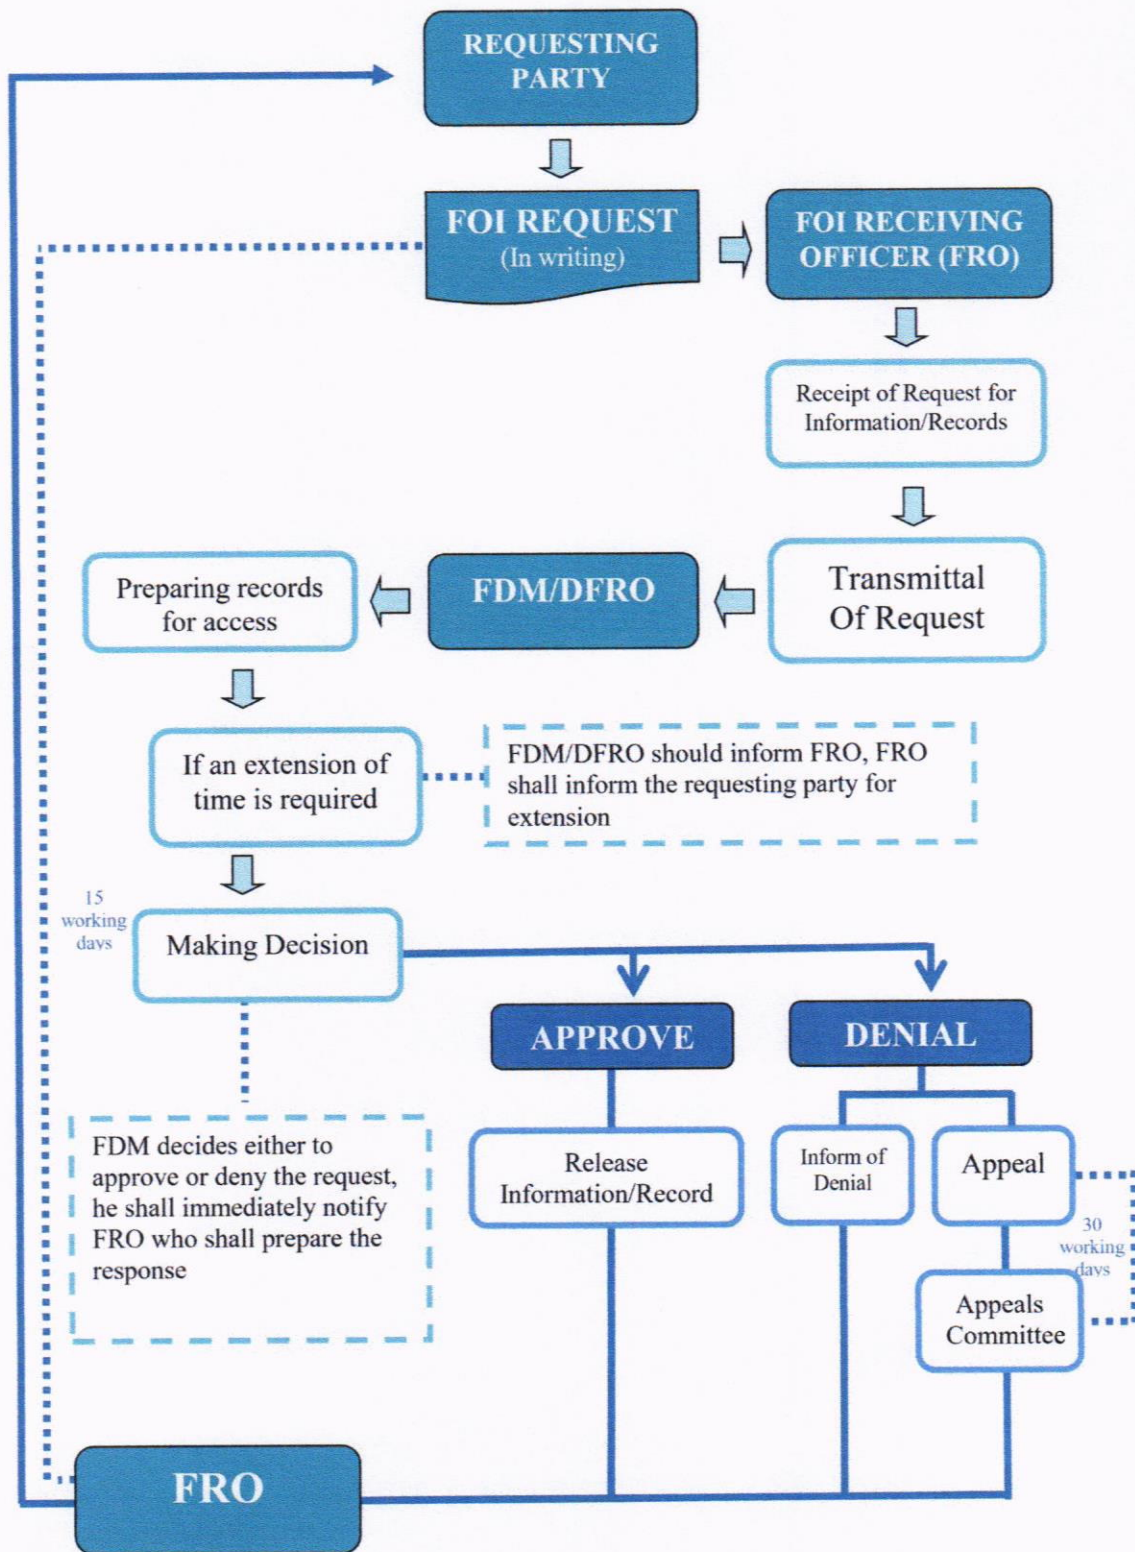 REQUESTING
PARTY
FOI REQUEST
(In writing)
FOI RECEIVING
OFFICER (FRO)
Receipt of Request for
Information/Records
Transmittal
Of Request
FDM/DFRO
Preparing records
for access
If an extension of
time is required
FDM/DFRO should inform FRO, FRO
shall inform the requesting party for
extension
15
working
days
Making Decision
APPROVE
DENIAL
FDM decides either to
approve or deny the request,
he shall immediately notify
FRO who shall prepare the
response
Release
Information/Record
Inform of
Denial
Appeal
30
working
days
Appeals
Committee
FRO